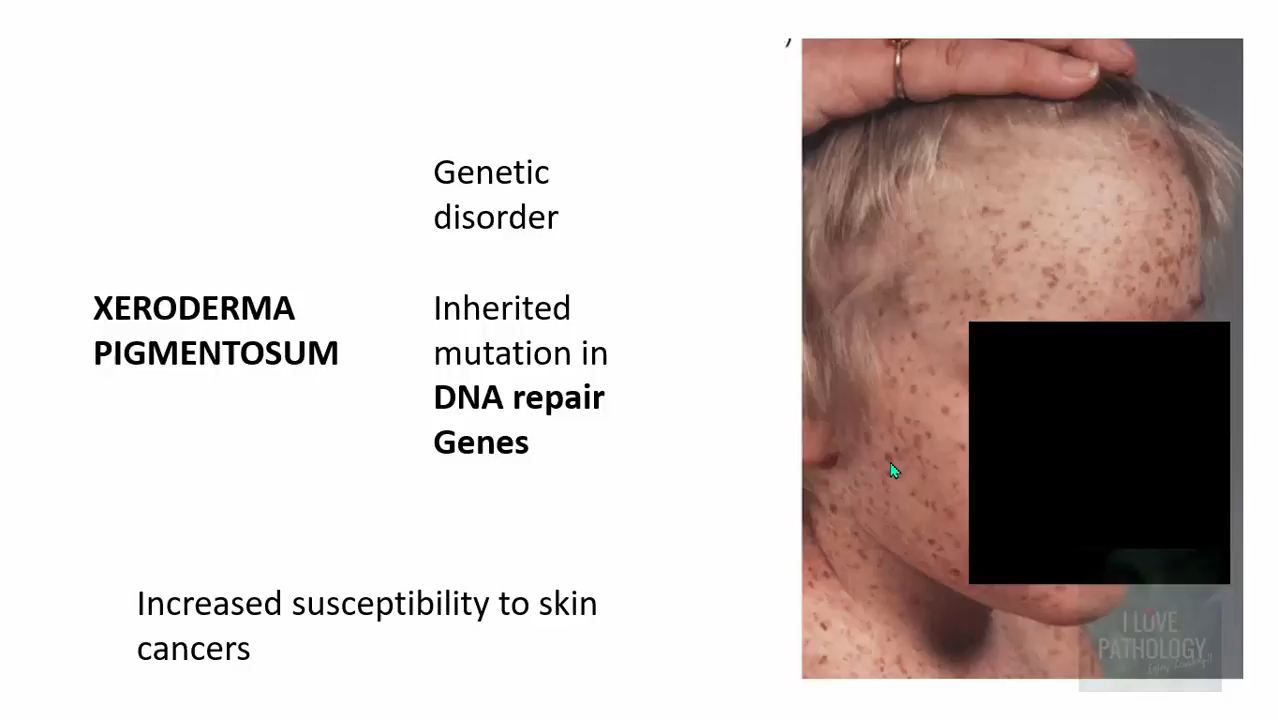 Genetic
disorder
XERODERMA
PIGMENTOSUM
Inherited
mutation in
DNA repair
Genes
Increased susceptibility to skin
cancers
I LOVE
PATHOLOGY